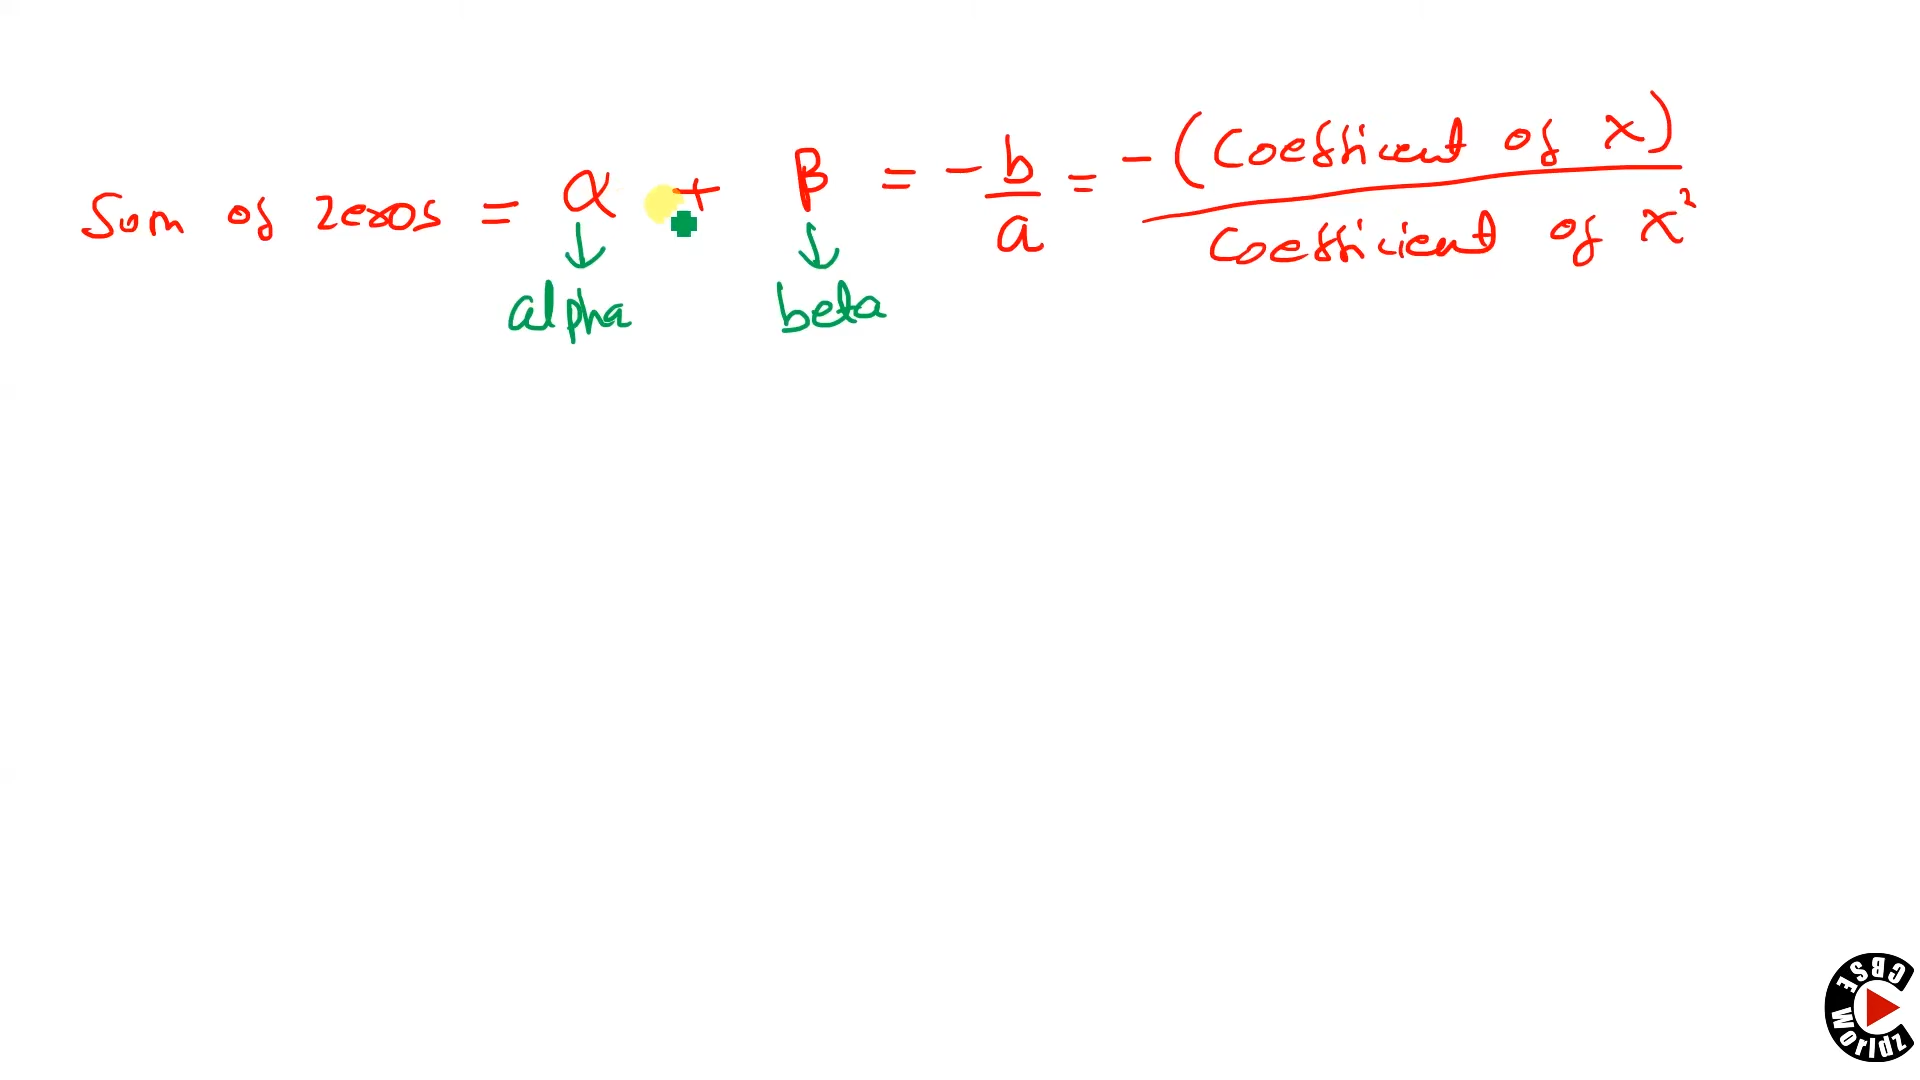 Sum of zeros = α + β = - b/a = - (Coefficient of x) / Coefficient of x²
↓ ↓
alpha beta
CBSE Worldz